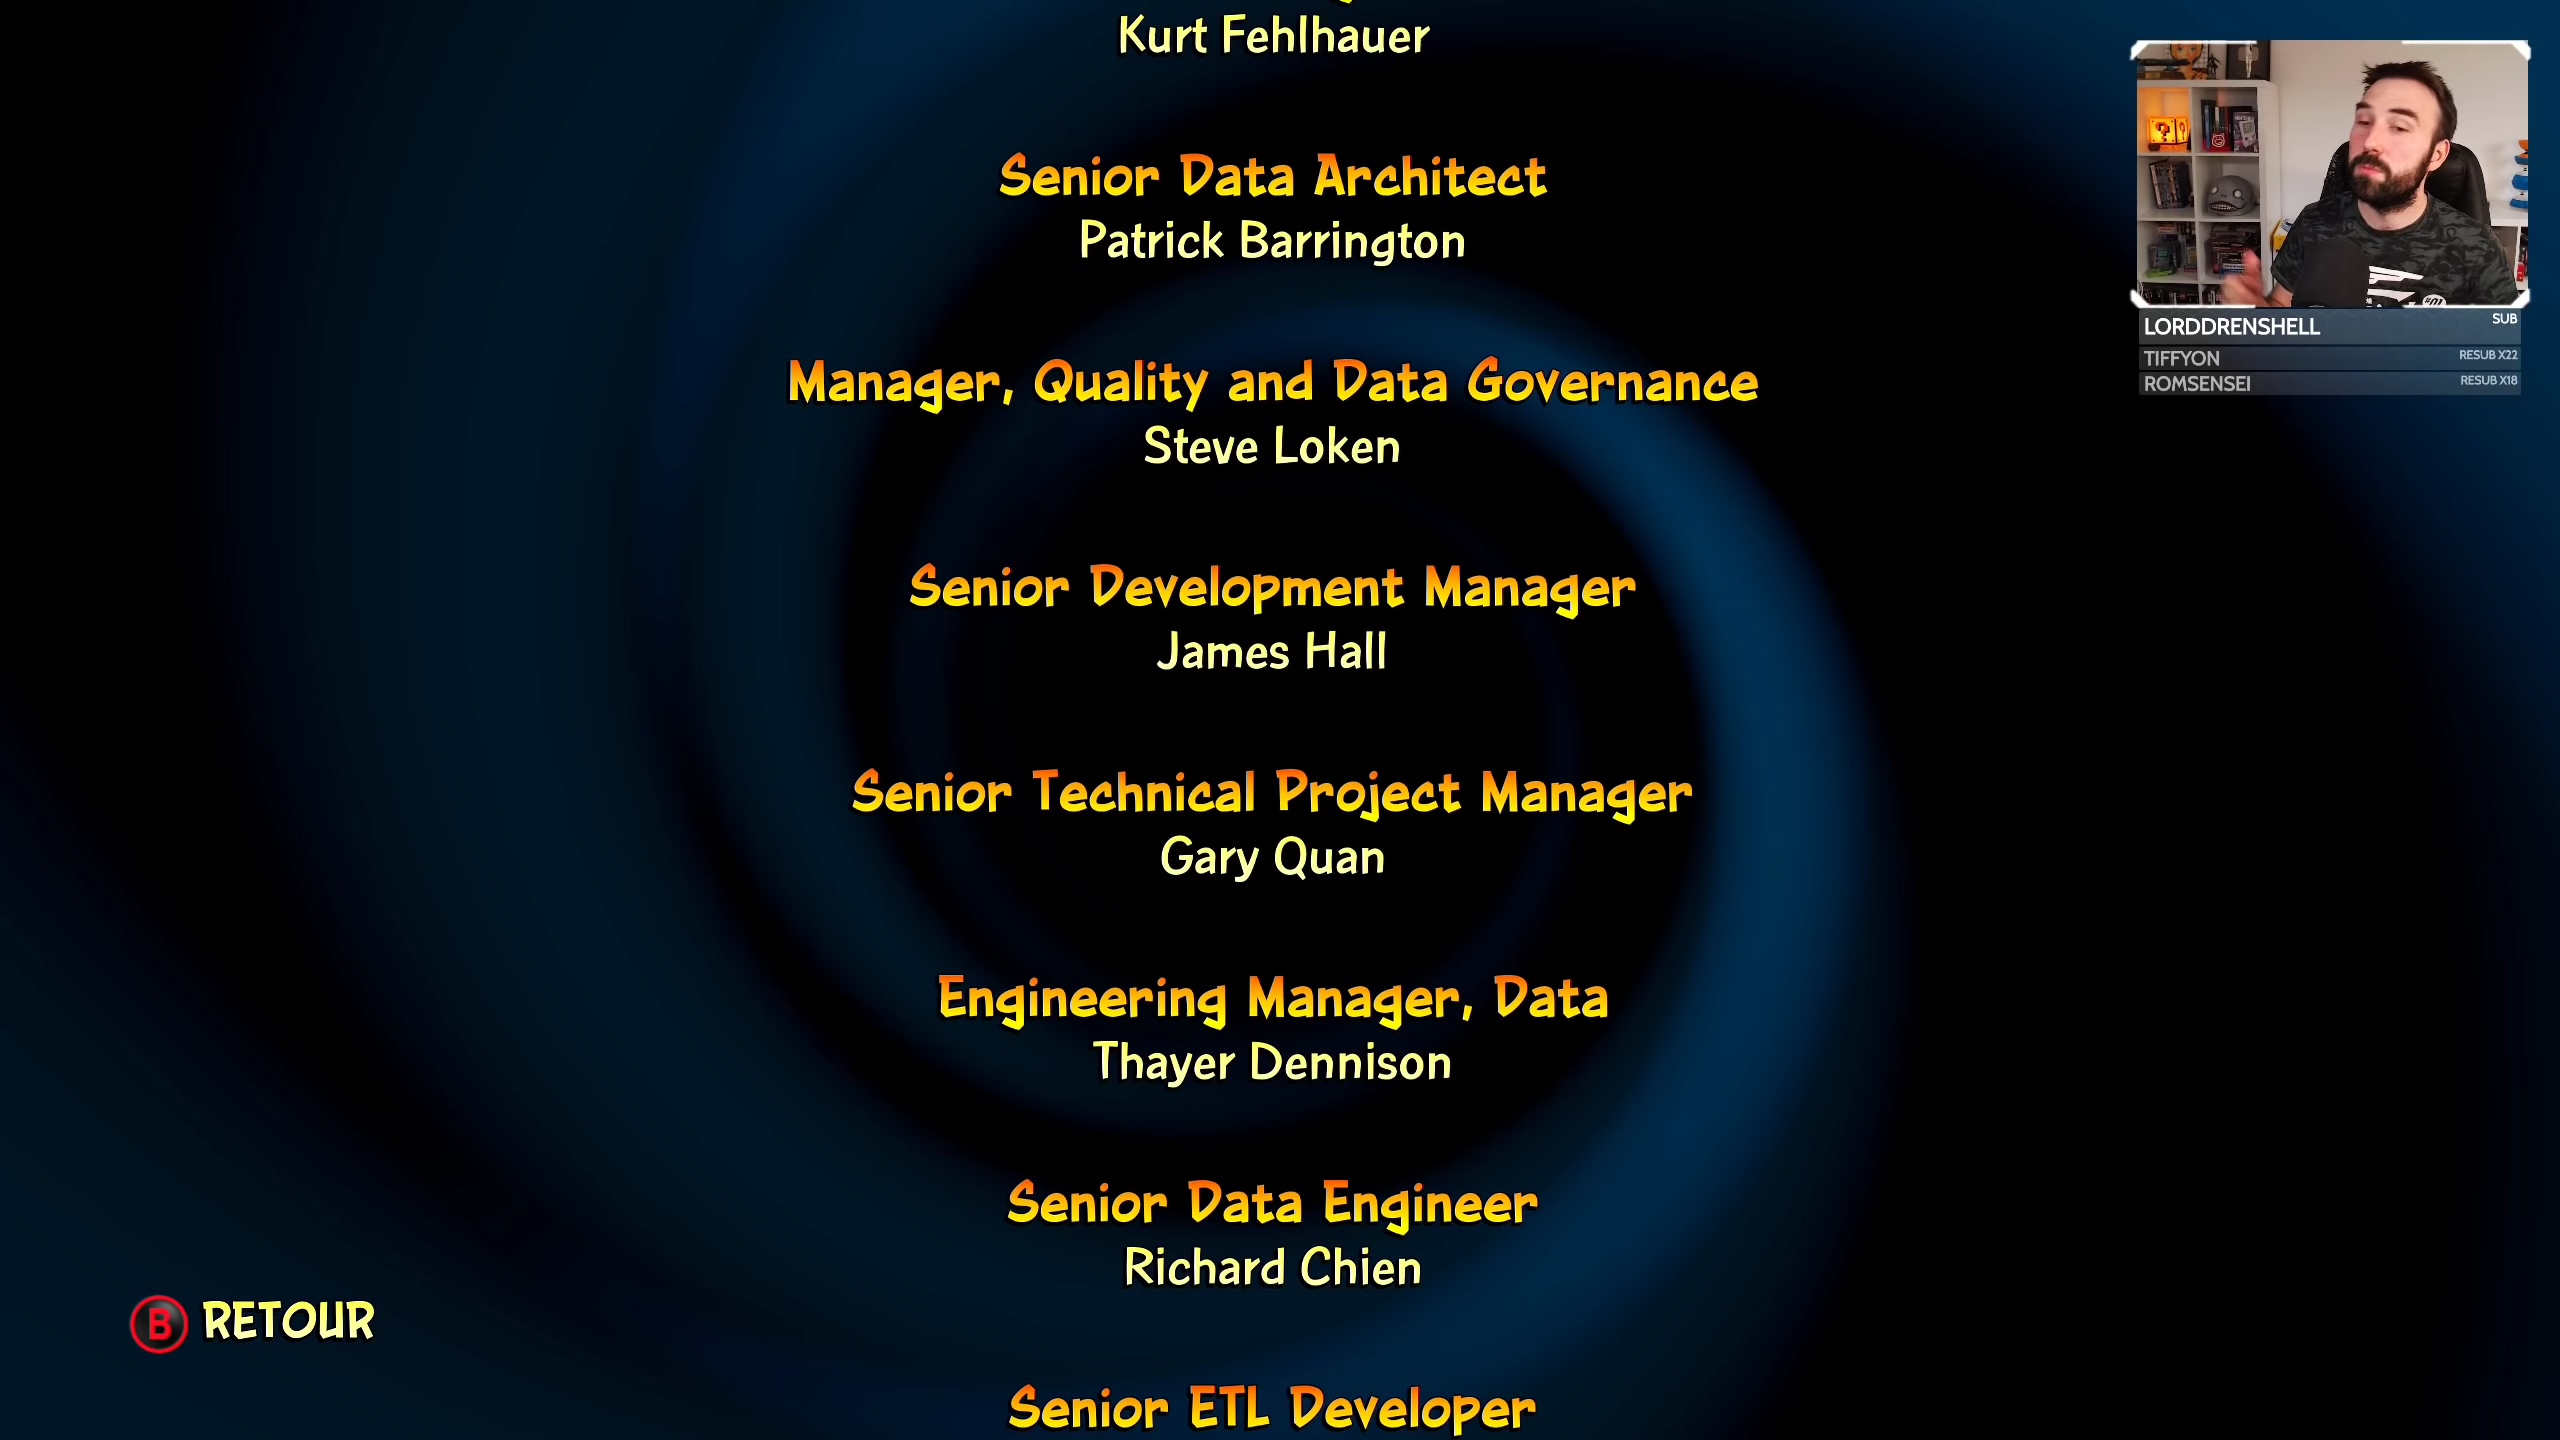 Kurt Fehlhauer
Senior Data Architect
Patrick Barrington
Manager, Quality and Data Governance
Steve Loken
Senior Development Manager
James Hall
Senior Technical Project Manager
Gary Quan
Engineering Manager, Data
Thayer Dennison
Senior Data Engineer
Richard Chien
Senior ETL Developer
B RETOUR
LORDDRENSHELL SUB
TIFFYON RESUB X22
ROMSENSEI RESUB X18